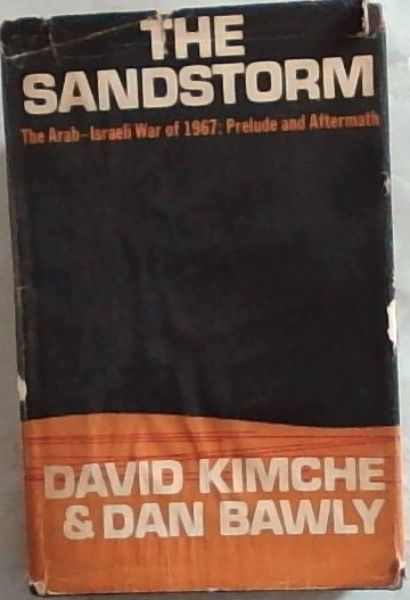 THE
SANDSTORM
The Arab-Israeli War of 1967: Prelude and Aftermath
DAVID KIMCHE
& DAN BAWLY